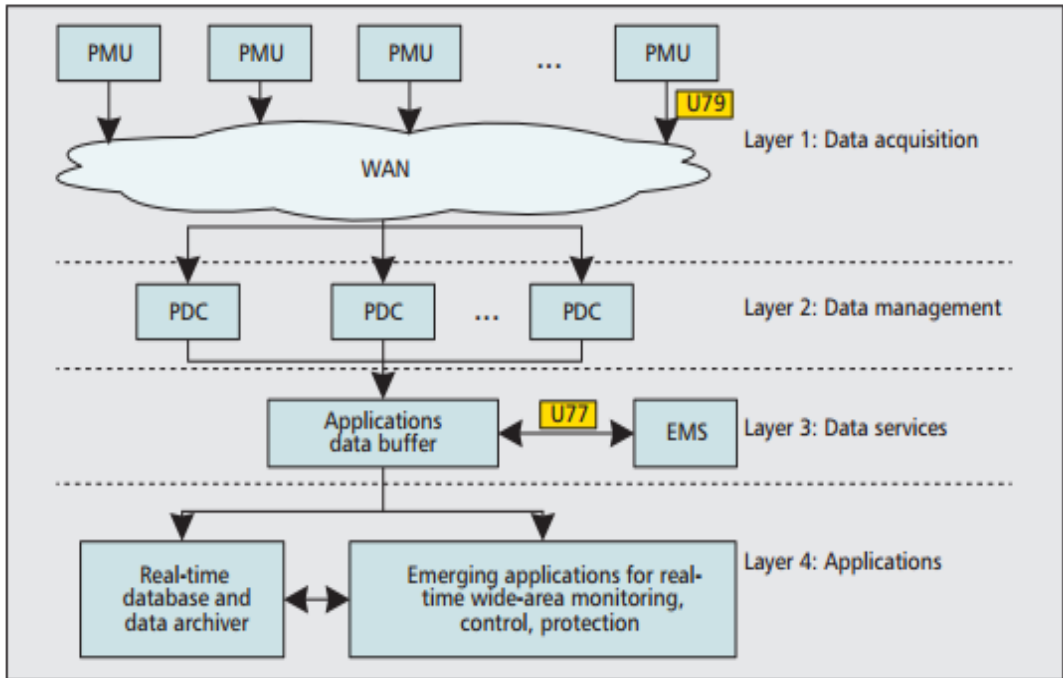 PMU
PMU
PMU
...
PMU
U79
Layer 1: Data acquisition
WAN
PDC
PDC
...
PDC
Layer 2: Data management
Applications
data buffer
U77
EMS
Layer 3: Data services
Real-time
database and
data archiver
Emerging applications for real-
time wide-area monitoring,
control, protection
Layer 4: Applications